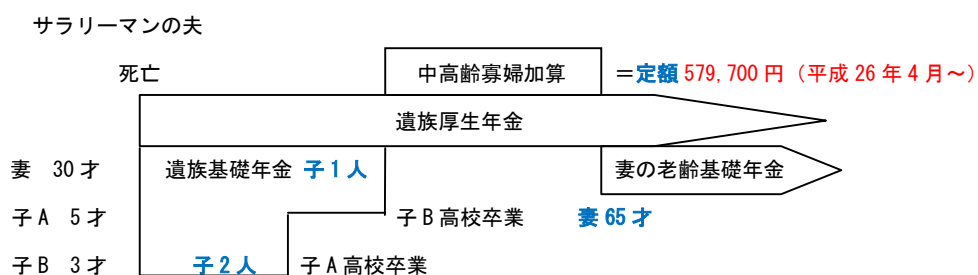 サラリーマンの夫
死亡 中高齢寡婦加算 ＝定額 579,700 円（平成 26 年 4 月～）
遺族厚生年金
妻 30 才 遺族基礎年金 子 1 人 妻の老齢基礎年金
子 A 5 才 子 B 高校卒業 妻 65 才
子 B 3 才 子 2 人 子 A 高校卒業